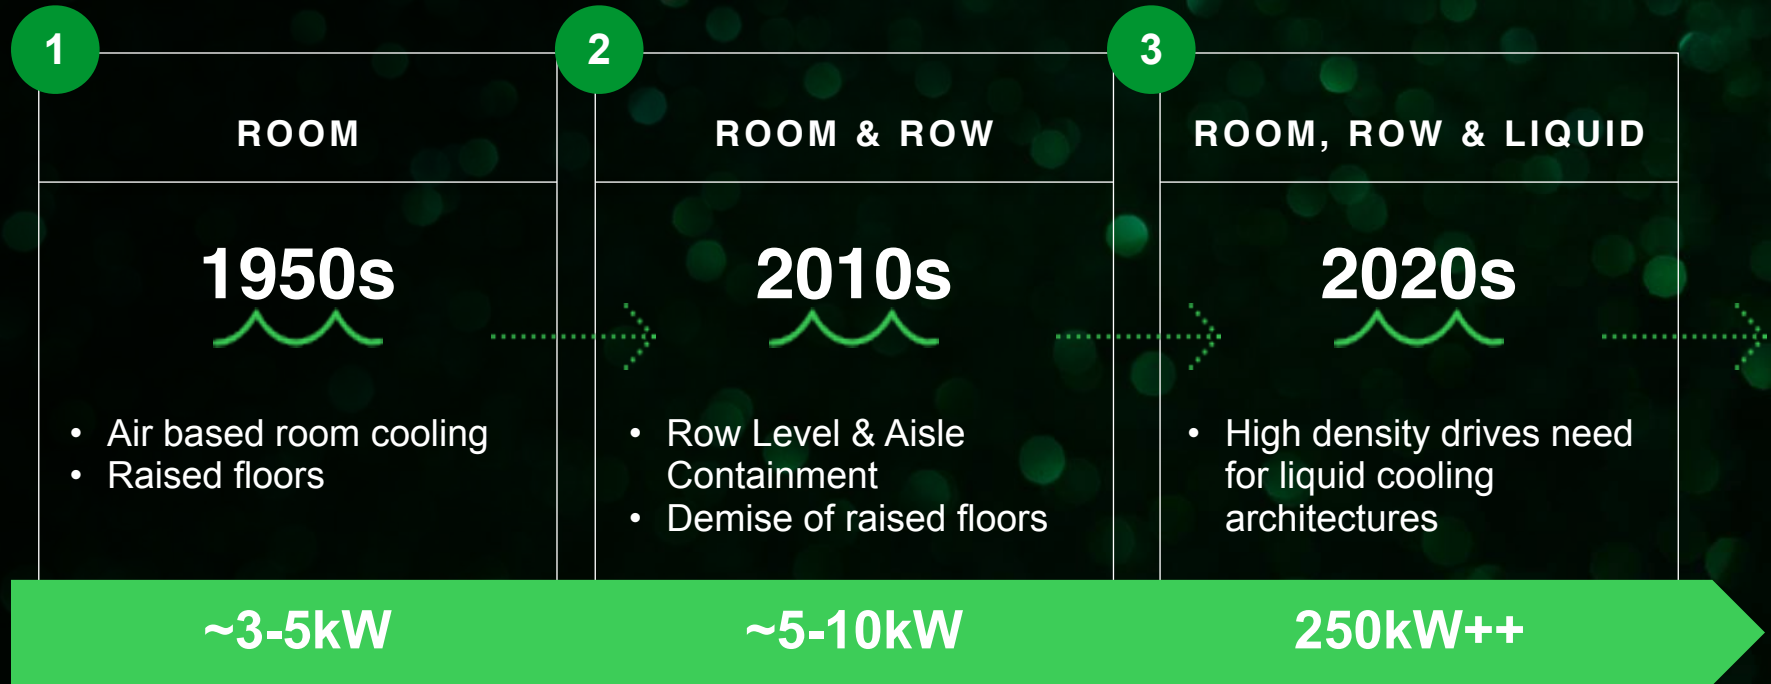 1
ROOM
1950s
• Air based room cooling
• Raised floors
~3-5kW
2
ROOM & ROW
2010s
• Row Level & Aisle
Containment
• Demise of raised floors
~5-10kW
3
ROOM, ROW & LIQUID
2020s
• High density drives need
for liquid cooling
architectures
250kW++